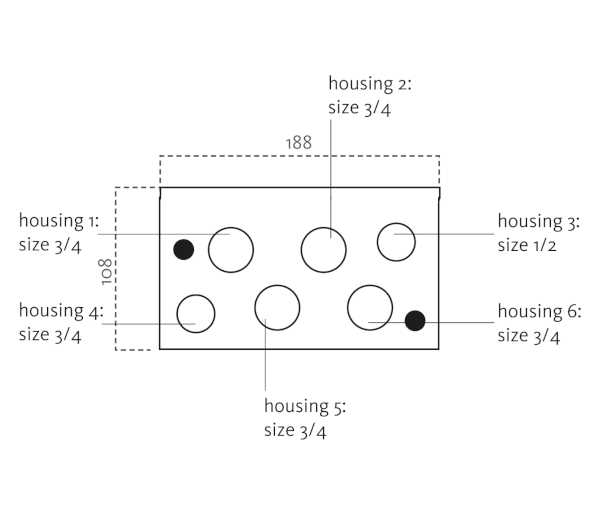 housing 2:
size 3/4
188
housing 1:
size 3/4
housing 3:
size 1/2
108
housing 4:
size 3/4
housing 6:
size 3/4
housing 5:
size 3/4